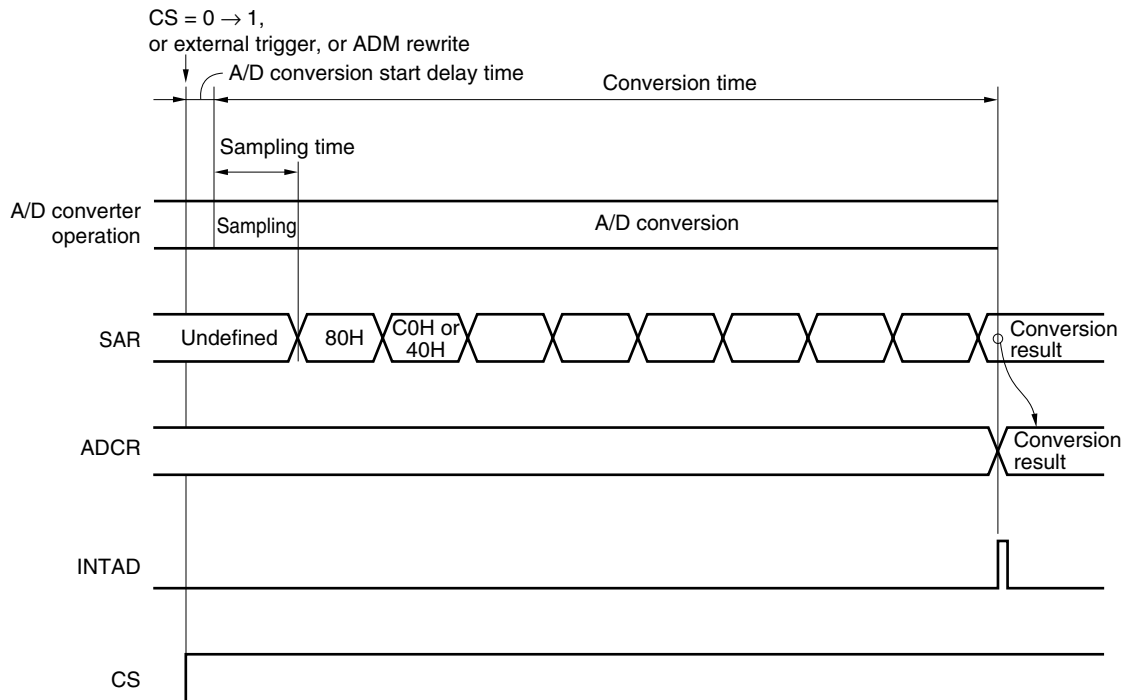 CS = 0 → 1,
or external trigger, or ADM rewrite
A/D conversion start delay time
Conversion time
Sampling time
A/D converter
operation
Sampling
A/D conversion
SAR
Undefined
80H
C0H or
40H
Conversion
result
ADCR
Conversion
result
INTAD
CS